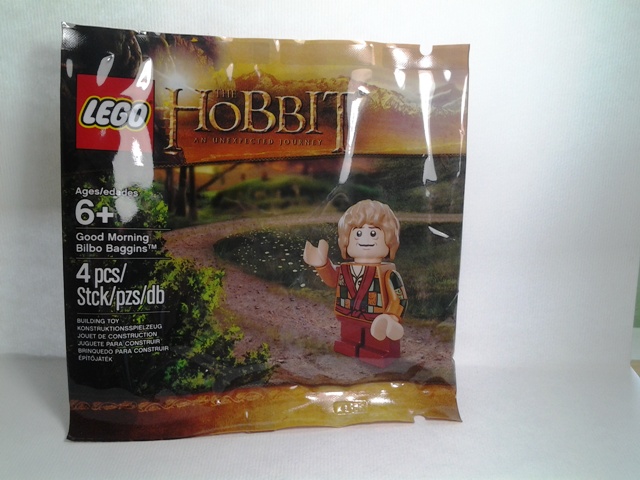 LEGO
THE
HOBBIT
AN UNEXPECTED JOURNEY
Ages/edades
6+
Good Morning
Bilbo Baggins™
4 pcs/
Stck/pzs/db
BUILDING TOY
KONSTRUKTIONSSPIELZEUG
JOUET DE CONSTRUCTION
JUGUETE PARA CONSTRUIR
BRINQUEDO PARA CONSTRUIR
ÉPÍTŐJÁTÉK